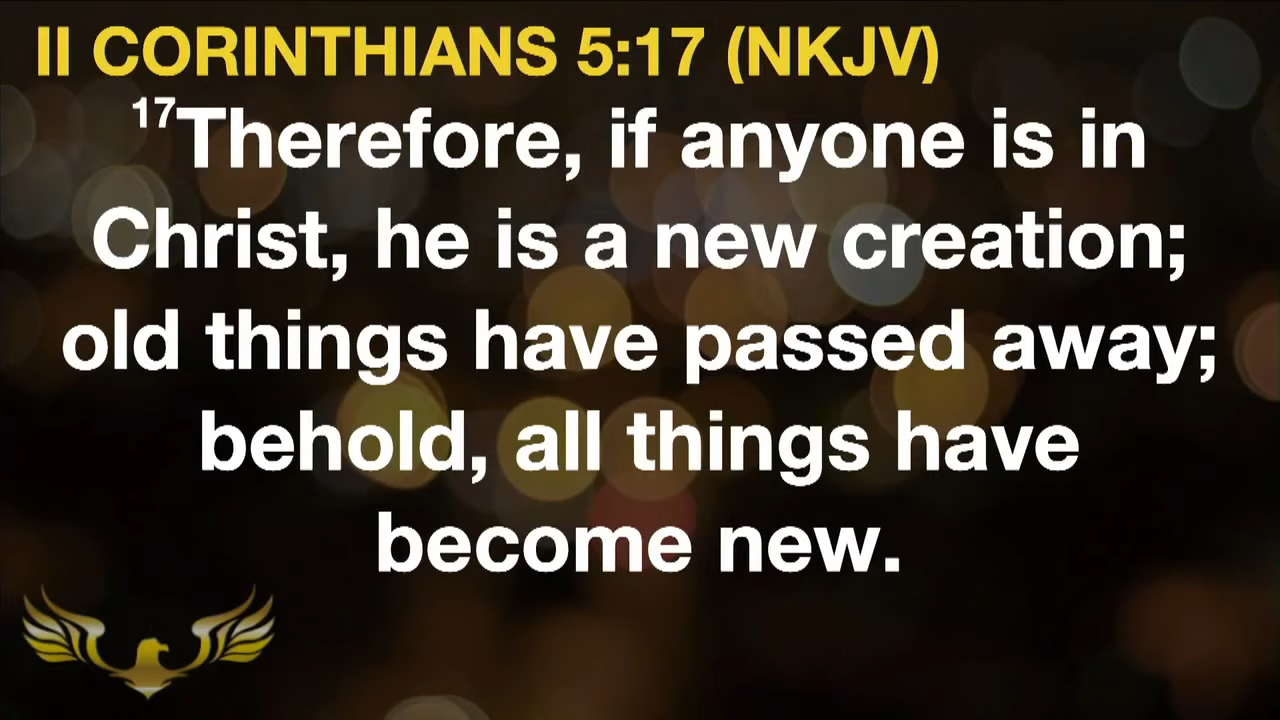 II CORINTHIANS 5:17 (NKJV)
17Therefore, if anyone is in
Christ, he is a new creation;
old things have passed away;
behold, all things have
become new.